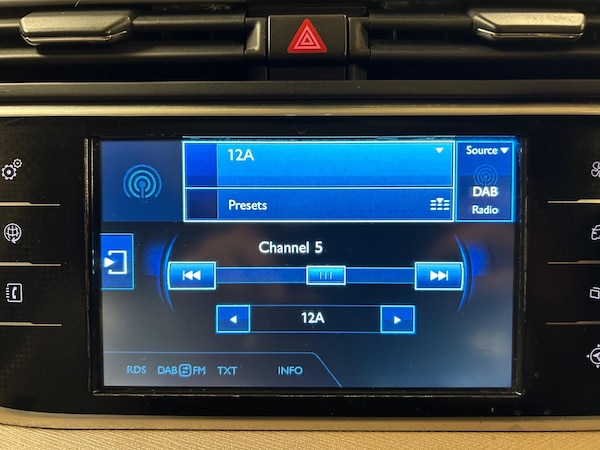 12A
Source
Presets
DAB
Radio
Channel 5
12A
RDS DAB FM TXT INFO